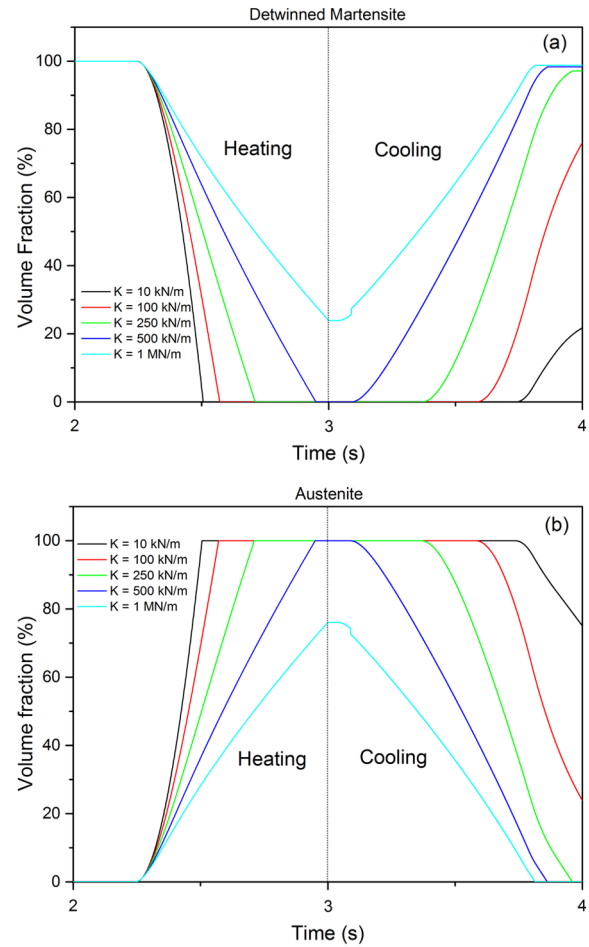 Detwinned Martensite
(a)
100
80
60
40
20
0
Volume Fraction (%)
Heating
Cooling
K = 10 kN/m
K = 100 kN/m
K = 250 kN/m
K = 500 kN/m
K = 1 MN/m
2
3
4
Time (s)
Austenite
(b)
100
80
60
40
20
0
Volume fraction (%)
K = 10 kN/m
K = 100 kN/m
K = 250 kN/m
K = 500 kN/m
K = 1 MN/m
Heating
Cooling
2
3
4
Time (s)